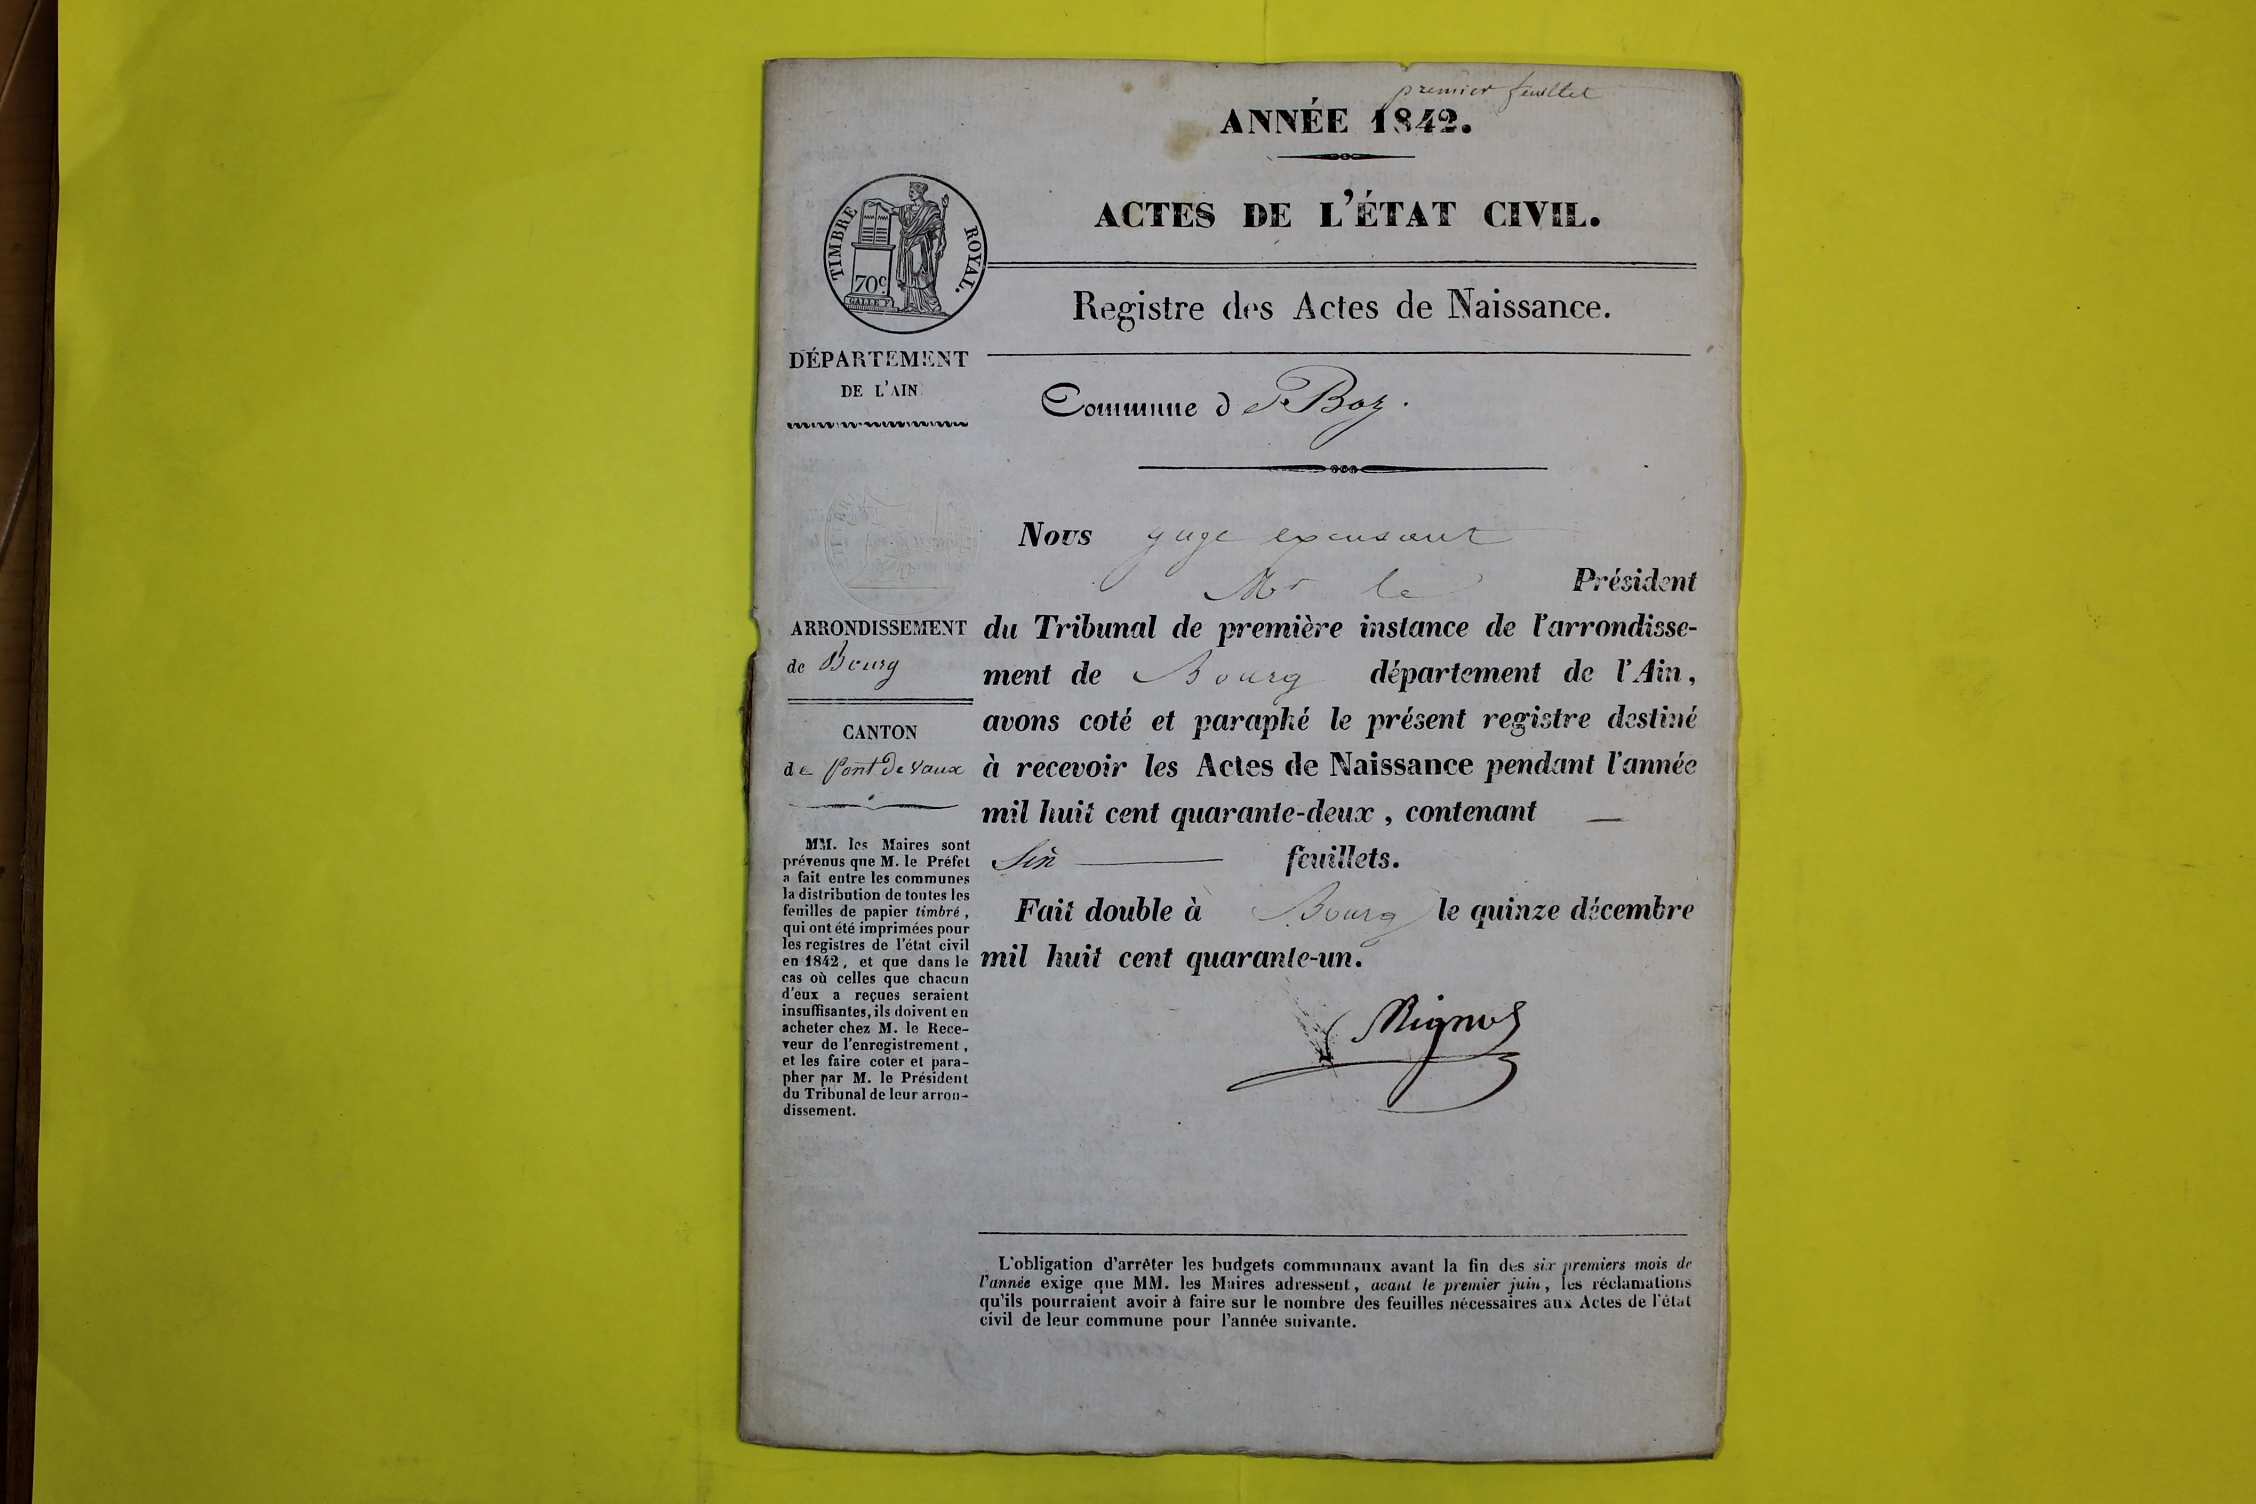 premier feuillet
ANNÉE 1842.
ACTES DE L'ÉTAT CIVIL.
TIMBRE ROYAL.
70c
GALLE F.
Registre des Actes de Naissance.
DÉPARTEMENT
DE L'AIN
Commune de Boz.
Nous juge excusant
Mr le Président
du Tribunal de première instance de l'arrondisse-
ment de Bourg département de l'Ain,
avons coté et paraphé le présent registre destiné
à recevoir les Actes de Naissance pendant l'année
mil huit cent quarante-deux, contenant
Six feuillets.
Fait double à Bourg le quinze décembre
mil huit cent quarante-un.
ARRONDISSEMENT
de Bourg
CANTON
de Pont de Vaux
MM. les Maires sont
prévenus que M. le Préfet
a fait entre les communes
la distribution de toutes les
feuilles de papier timbré,
qui ont été imprimées pour
les registres de l'état civil
en 1842, et que dans le
cas où celles que chacun
d'eux a reçues seraient
insuffisantes, ils doivent en
acheter chez M. le Rece-
veur de l'enregistrement,
et les faire coter et para-
pher par M. le Président
du Tribunal de leur arron-
dissement.
L'obligation d'arrêter les budgets communaux avant la fin des six premiers mois de
l'année exige que MM. les Maires adressent, avant le premier juin, les réclamations
qu'ils pourraient avoir à faire sur le nombre des feuilles nécessaires aux Actes de l'état
civil de leur commune pour l'année suivante.